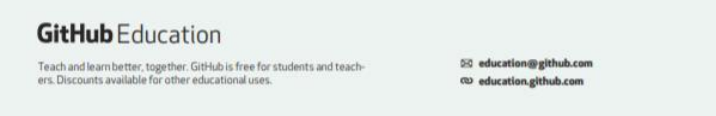 GitHub Education
Teach and learn better, together. GitHub is free for students and teach-
ers. Discounts available for other educational uses.
education@github.com
education.github.com